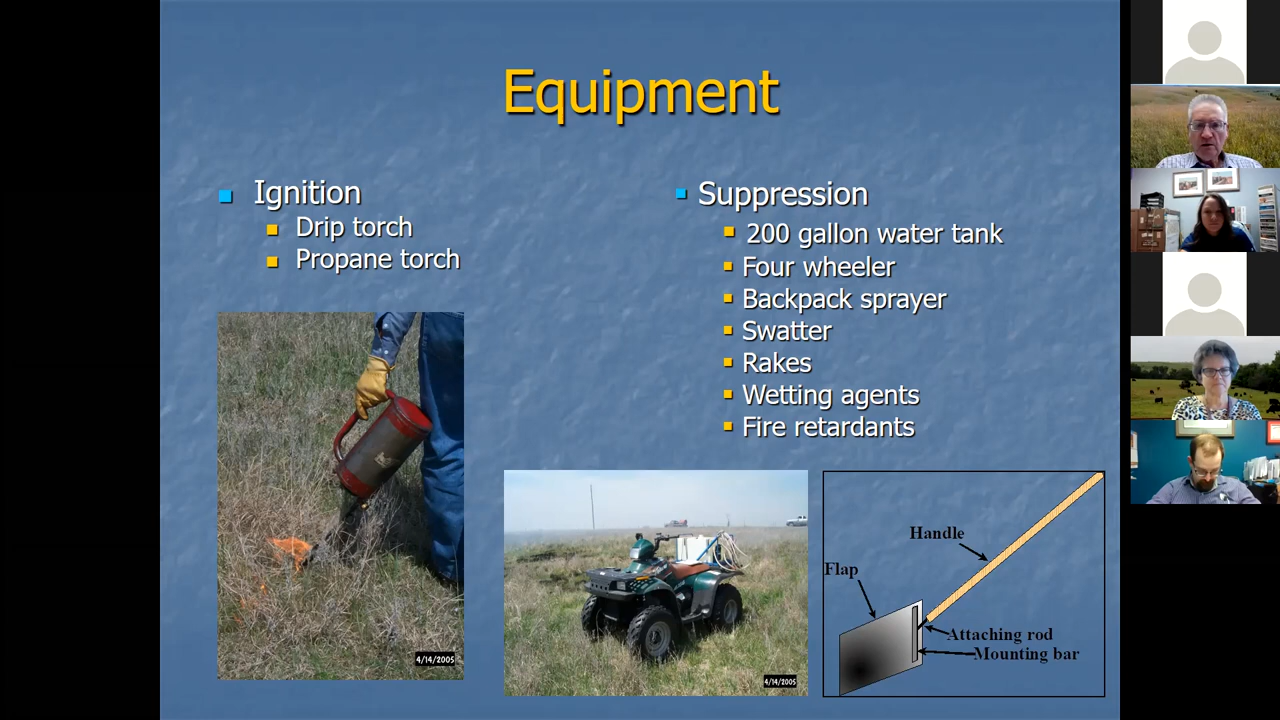 Equipment
Ignition
Drip torch
Propane torch
Suppression
200 gallon water tank
Four wheeler
Backpack sprayer
Swatter
Rakes
Wetting agents
Fire retardants
4/14/2005
4/14/2005
Handle
Flap
Attaching rod
Mounting bar